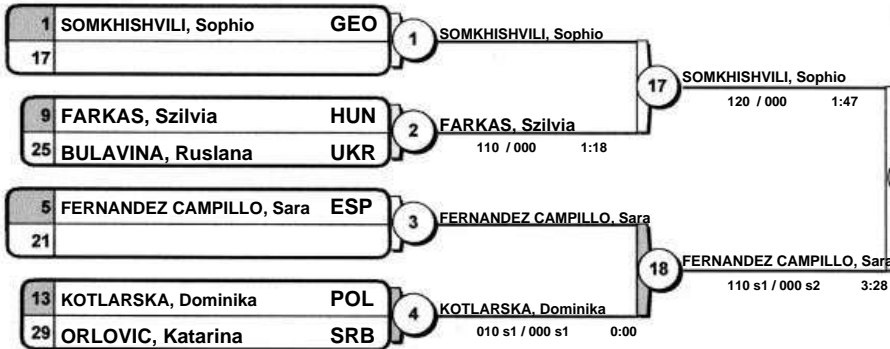 1 SOMKHISHVILI, Sophio GEO
17
1
SOMKHISHVILI, Sophio
9 FARKAS, Szilvia HUN
25 BULAVINA, Ruslana UKR
2
FARKAS, Szilvia
110 / 000 1:18
17
SOMKHISHVILI, Sophio
120 / 000 1:47
5 FERNANDEZ CAMPILLO, Sara ESP
21
3
FERNANDEZ CAMPILLO, Sara
13 KOTLARSKA, Dominika POL
29 ORLOVIC, Katarina SRB
4
KOTLARSKA, Dominika
010 s1 / 000 s1 0:00
18
FERNANDEZ CAMPILLO, Sara
110 s1 / 000 s2 3:28